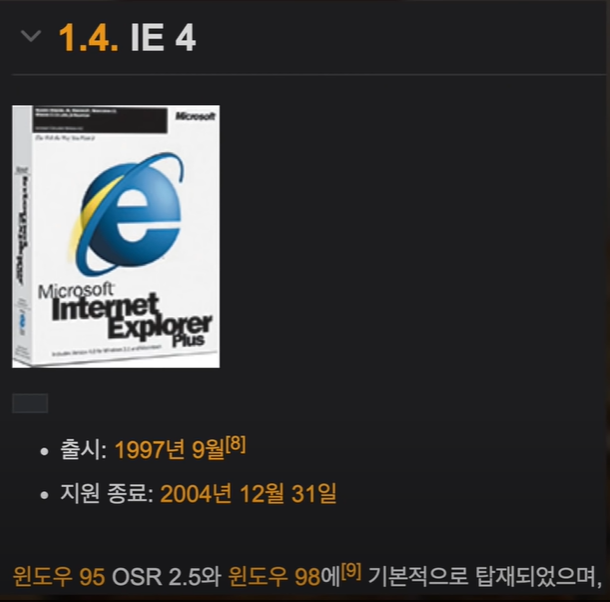 1.4. IE 4
Microsoft
Microsoft
Internet
Explorer
Plus
출시: 1997년 9월[8]
지원 종료: 2004년 12월 31일
윈도우 95 OSR 2.5와 윈도우 98에[9] 기본적으로 탑재되었으며,